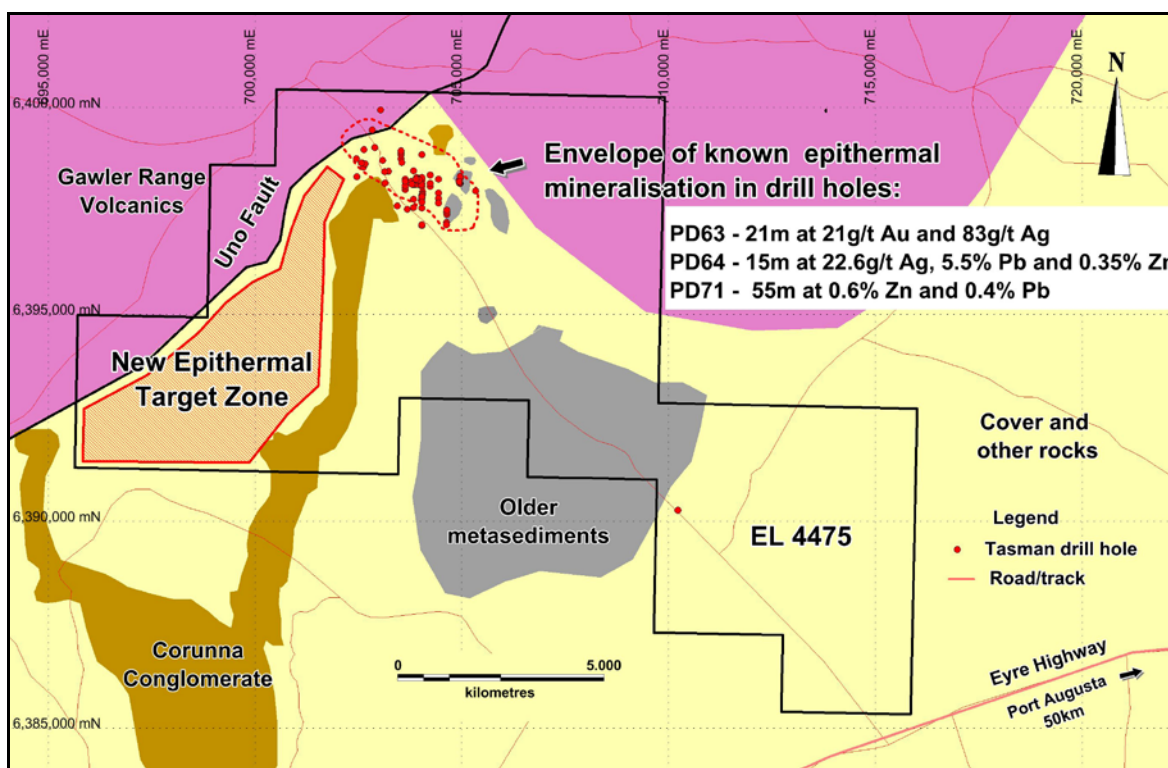 695,000 mE
700,000 mE
705,000 mE
710,000 mE
715,000 mE
720,000 mE
N
6,400,000 mN
Gawler Range
Volcanics
Uno Fault
Envelope of known epithermal
mineralisation in drill holes:
PD63 - 21m at 21g/t Au and 83g/t Ag
PD64 - 15m at 22.6g/t Ag, 5.5% Pb and 0.35% Zn
PD71 - 55m at 0.6% Zn and 0.4% Pb
6,395,000 mN
New Epithermal
Target Zone
Cover and
other rocks
6,390,000 mN
Older
metasediments
EL 4475
Legend
Tasman drill hole
Road/track
Corunna
Conglomerate
0 5.000
kilometres
Eyre Highway
Port Augusta
50km
6,385,000 mN